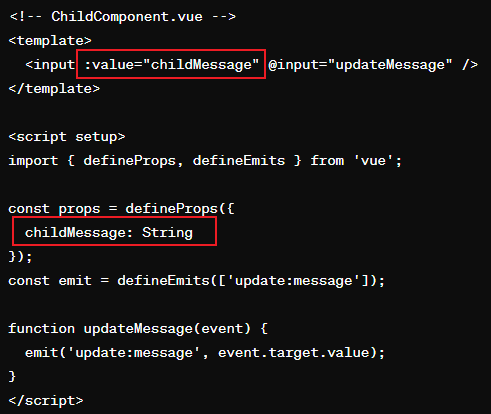 <!-- ChildComponent.vue -->
<template>
  <input :value="childMessage" @input="updateMessage" />
</template>

<script setup>
import { defineProps, defineEmits } from 'vue';

const props = defineProps({
  childMessage: String
});
const emit = defineEmits(['update:message']);

function updateMessage(event) {
  emit('update:message', event.target.value);
}
</script>